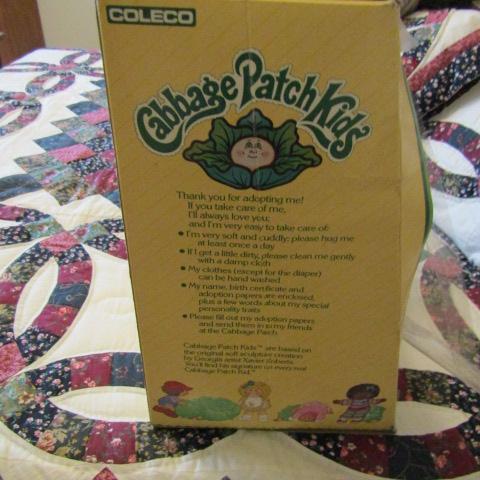 COLECO
Cabbage Patch Kids
Thank you for adopting me!
If you take care of me,
I'll always love you;
and I'm very easy to take care of:
• I'm very soft and cuddly; please hug me
at least once a day
• If I get a little dirty, please clean me gently
with a damp cloth
• My clothes (except for the diaper)
can be hand washed
• My name, birth certificate and
adoption papers are enclosed,
plus a few words about my special
personality traits
• Please fill out my adoption papers
and send them in to my friends
at the Cabbage Patch
Cabbage Patch Kids™ are based on
the original soft sculpture creation
by Georgia artist Xavier Roberts.
You'll find his signature on every real
Cabbage Patch Kid.™